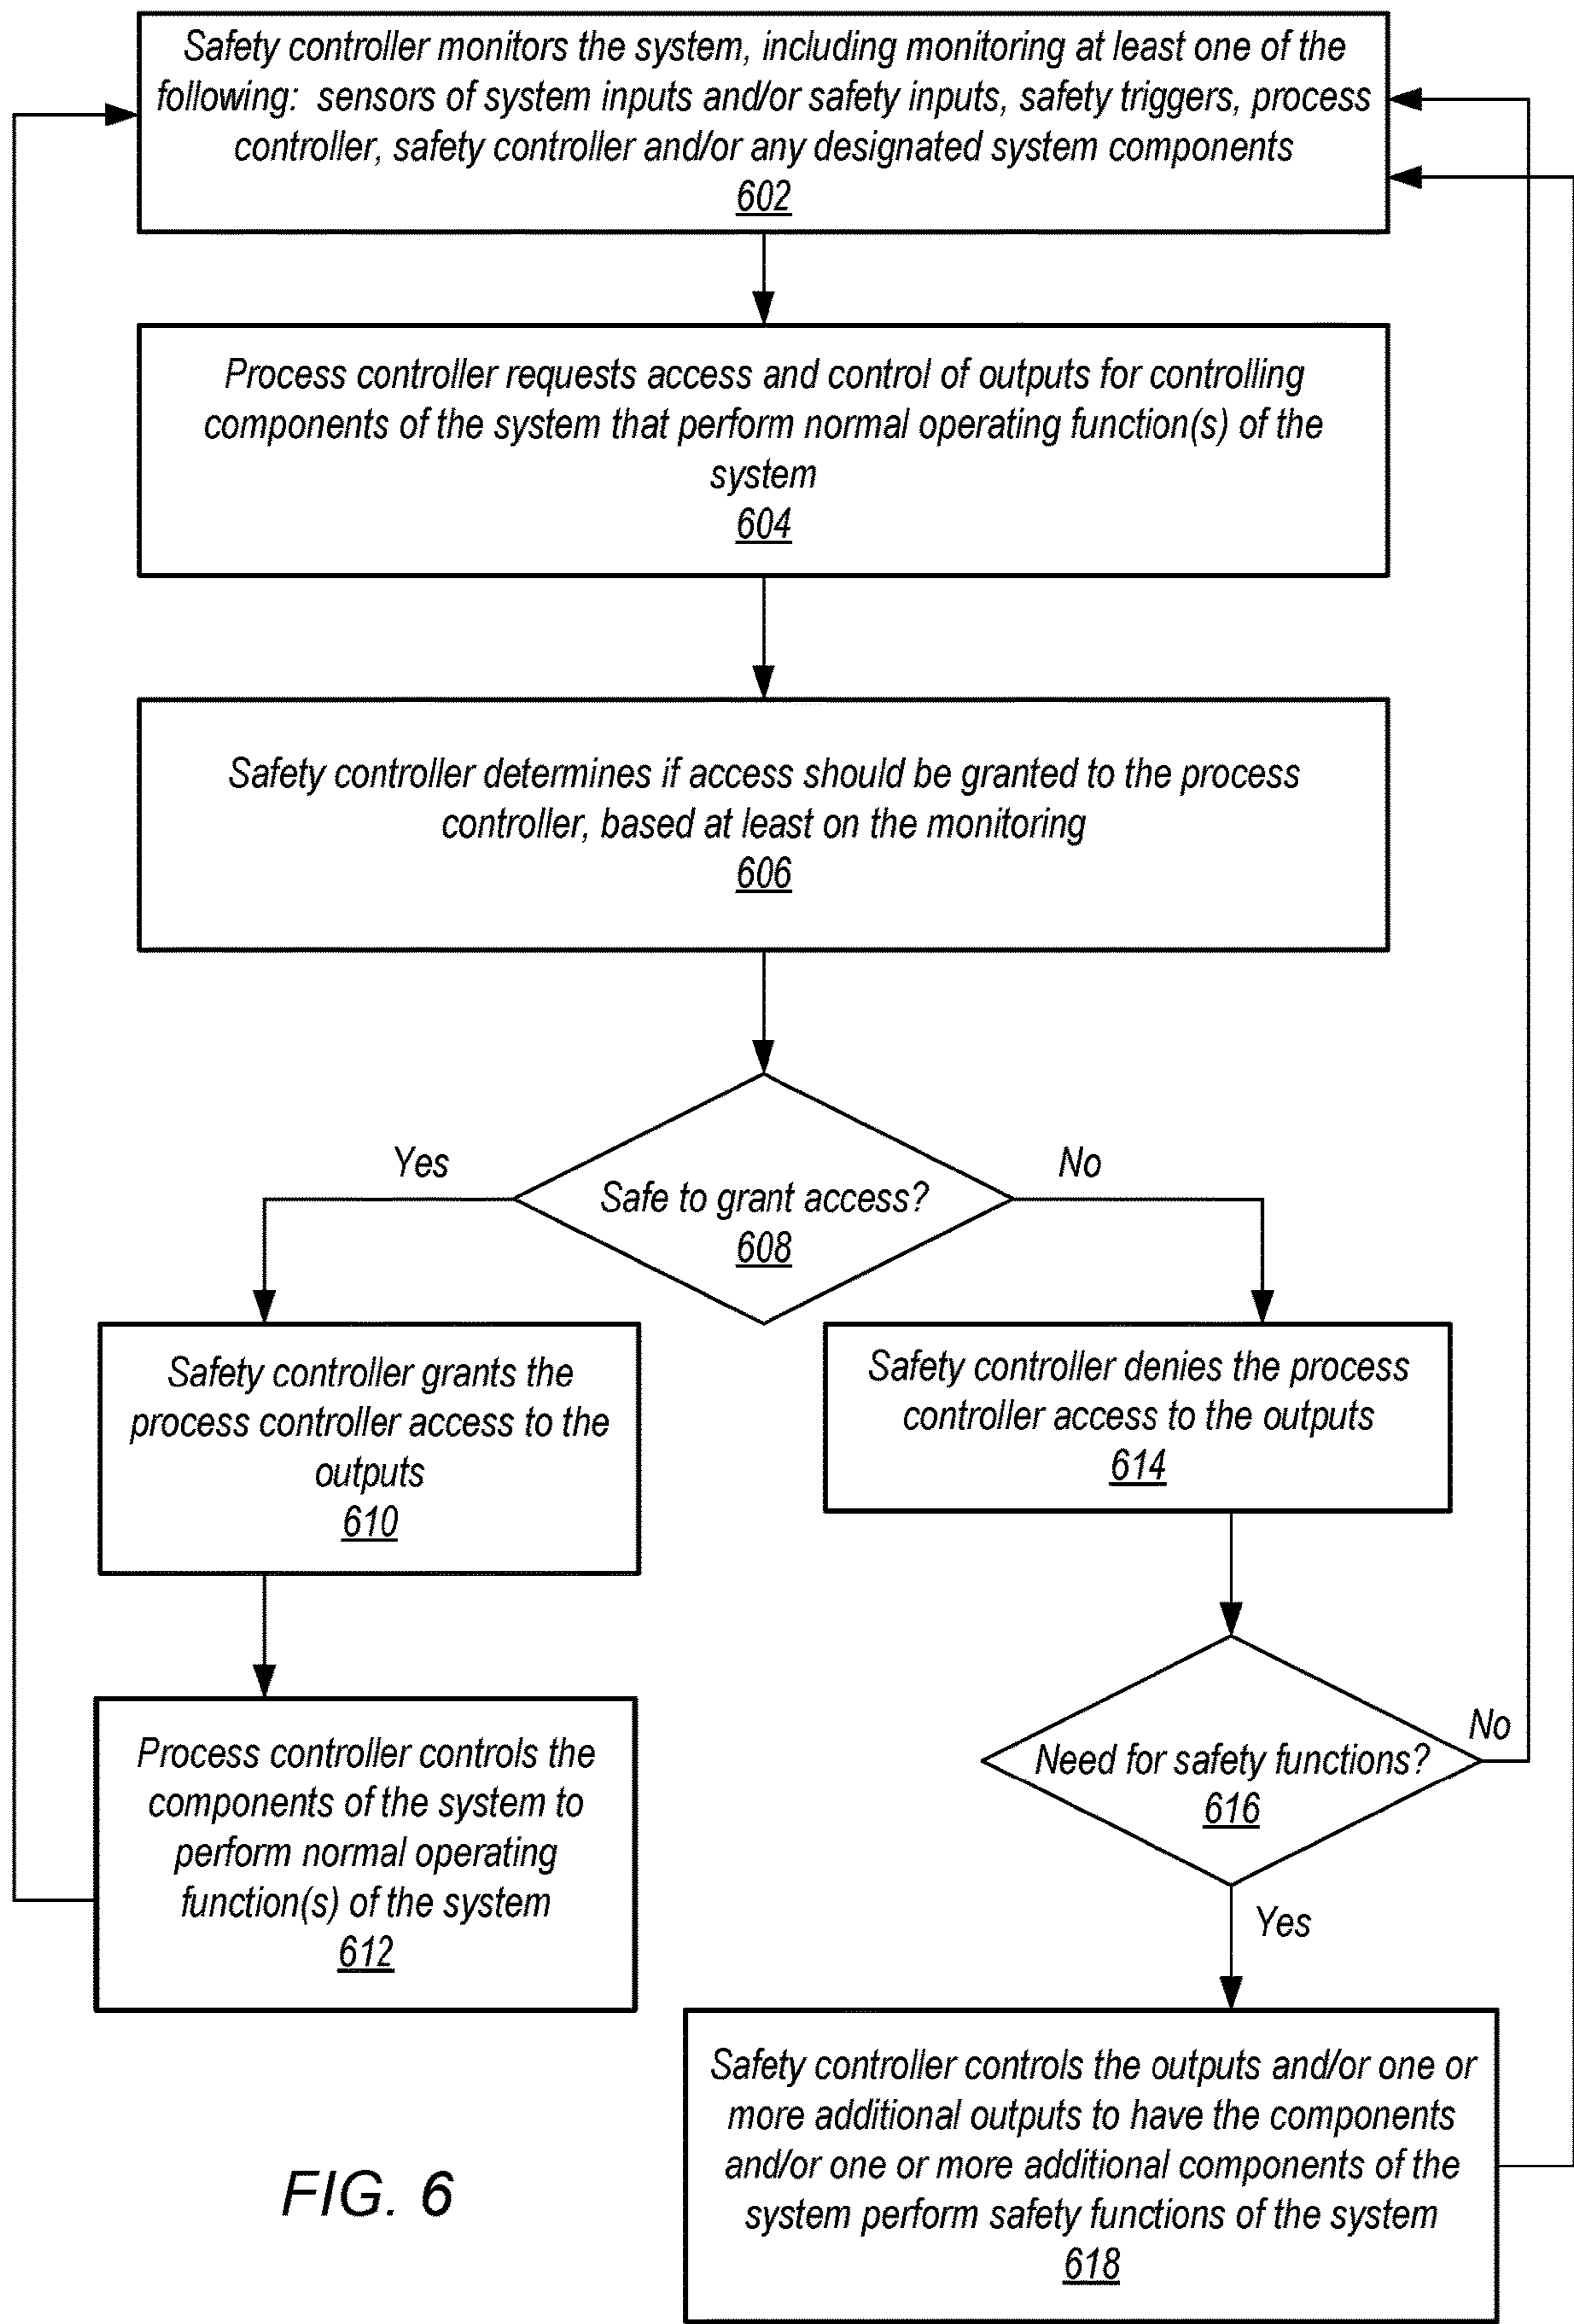 Safety controller monitors the system, including monitoring at least one of the
following: sensors of system inputs and/or safety inputs, safety triggers, process
controller, safety controller and/or any designated system components
602
Process controller requests access and control of outputs for controlling
components of the system that perform normal operating function(s) of the
system
604
Safety controller determines if access should be granted to the process
controller, based at least on the monitoring
606
Yes
No
Safe to grant access?
608
Safety controller grants the
process controller access to the
outputs
610
Safety controller denies the process
controller access to the outputs
614
Process controller controls the
components of the system to
perform normal operating
function(s) of the system
612
No
Need for safety functions?
616
Yes
Safety controller controls the outputs and/or one or
more additional outputs to have the components
and/or one or more additional components of the
system perform safety functions of the system
618
FIG. 6